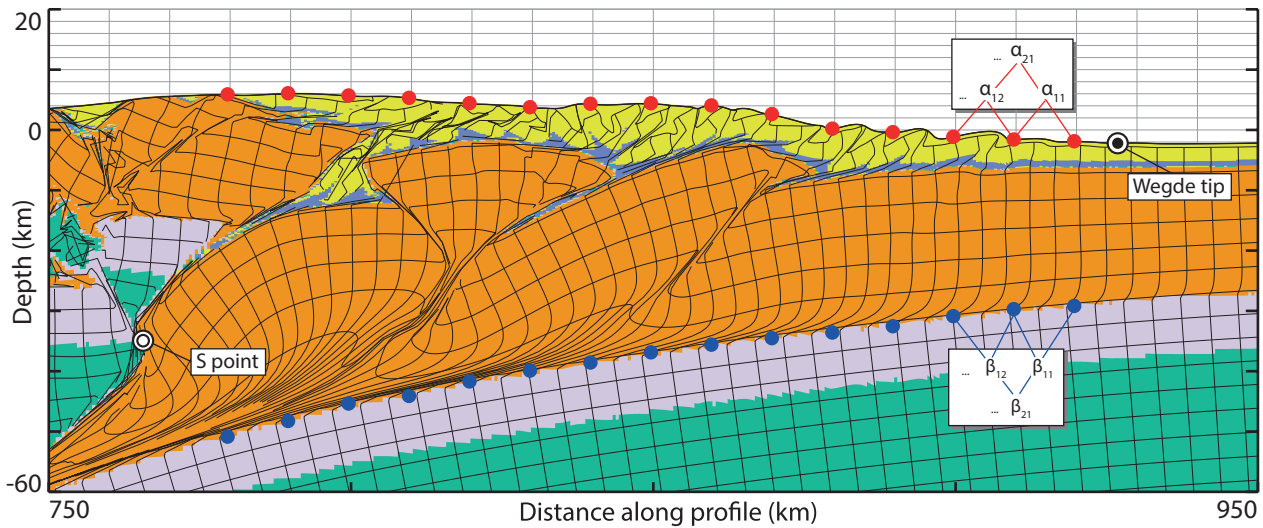 20
0
-60
Depth (km)
750
Distance along profile (km)
950
... α21
... α12 α11
Wegde tip
S point
... β12 β11
... β21